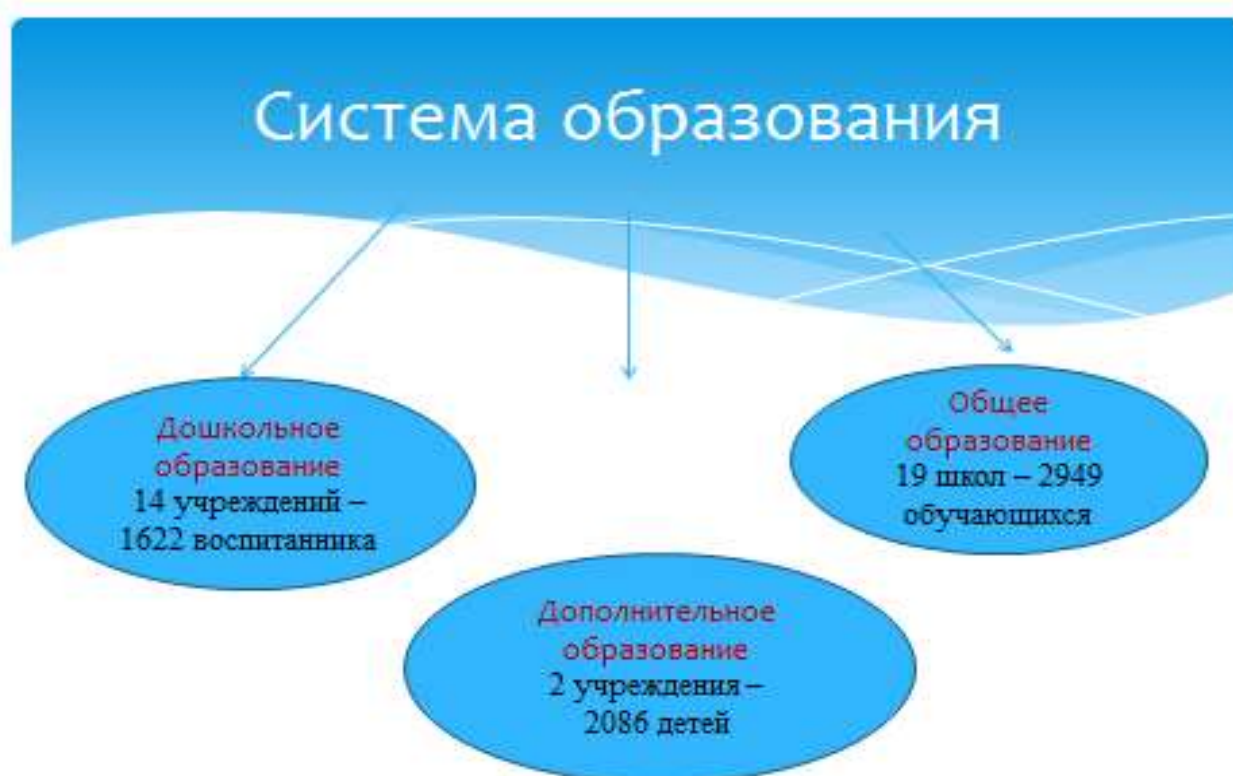 Система образования
Дошкольное
образование
14 учреждений –
1622 воспитанника
Общее
образование
19 школ – 2949
обучающихся
Дополнительное
образование
2 учреждения –
2086 детей